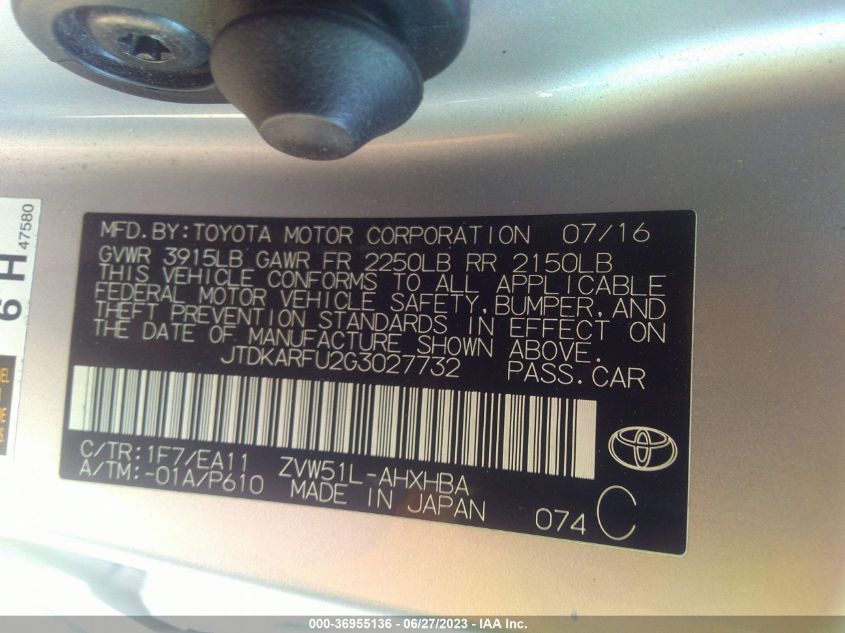 MFD.BY:TOYOTA MOTOR CORPORATION 07/16
GVWR 3915LB GAWR FR 2250LB RR 2150LB
THIS VEHICLE CONFORMS TO ALL APPLICABLE
FEDERAL MOTOR VEHICLE SAFETY,BUMPER,AND
THEFT PREVENTION STANDARDS IN EFFECT ON
THE DATE OF MANUFACTURE SHOWN ABOVE.
JTDKARFU2G3027732 PASS.CAR
C/TR:1F7/EA11 ZVW51L-AHXHBA
A/TM:-01A/P610 MADE IN JAPAN
074 C
47580
6 H
000-36955136 - 06/27/2023 - IAA Inc.